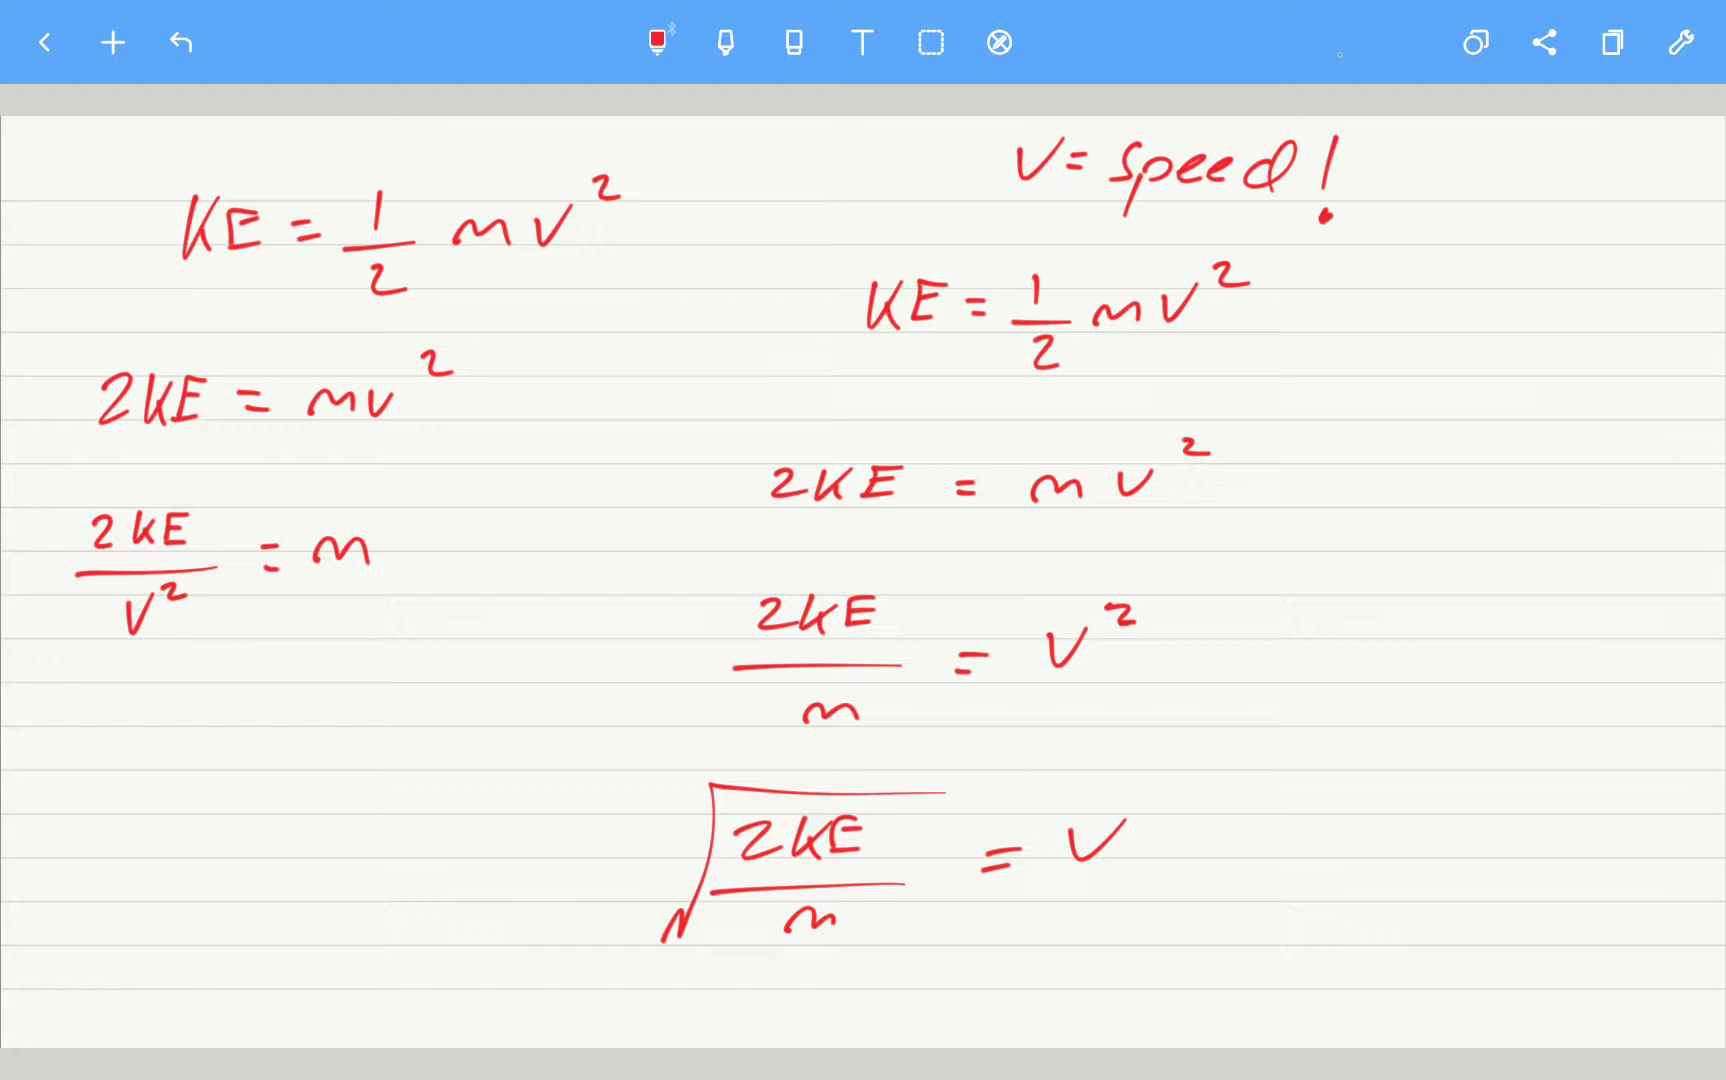 KE = 1/2 mv²
2KE = mv²
2KE/v² = m
v = speed!
KE = 1/2 mv²
2KE = mv²
2KE/m = v²
√(2KE/m) = v